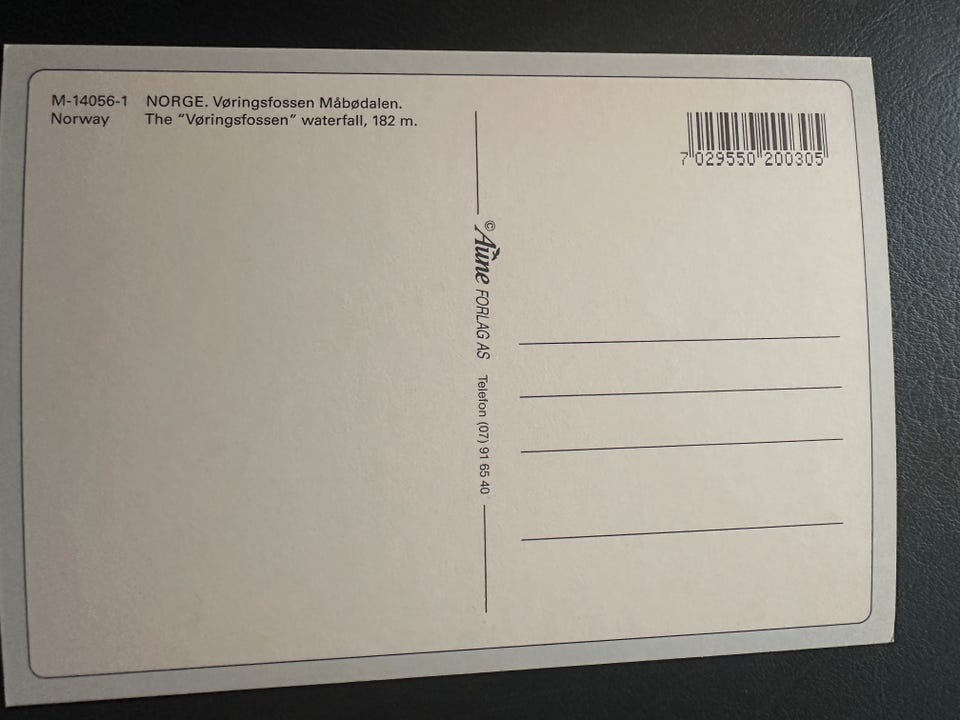 M-14056-1 NORGE. Vøringsfossen Måbødalen.
Norway The “Vøringsfossen” waterfall, 182 m.
7 029550 200305
© Aune FORLAG AS Telefon (07) 91 65 40